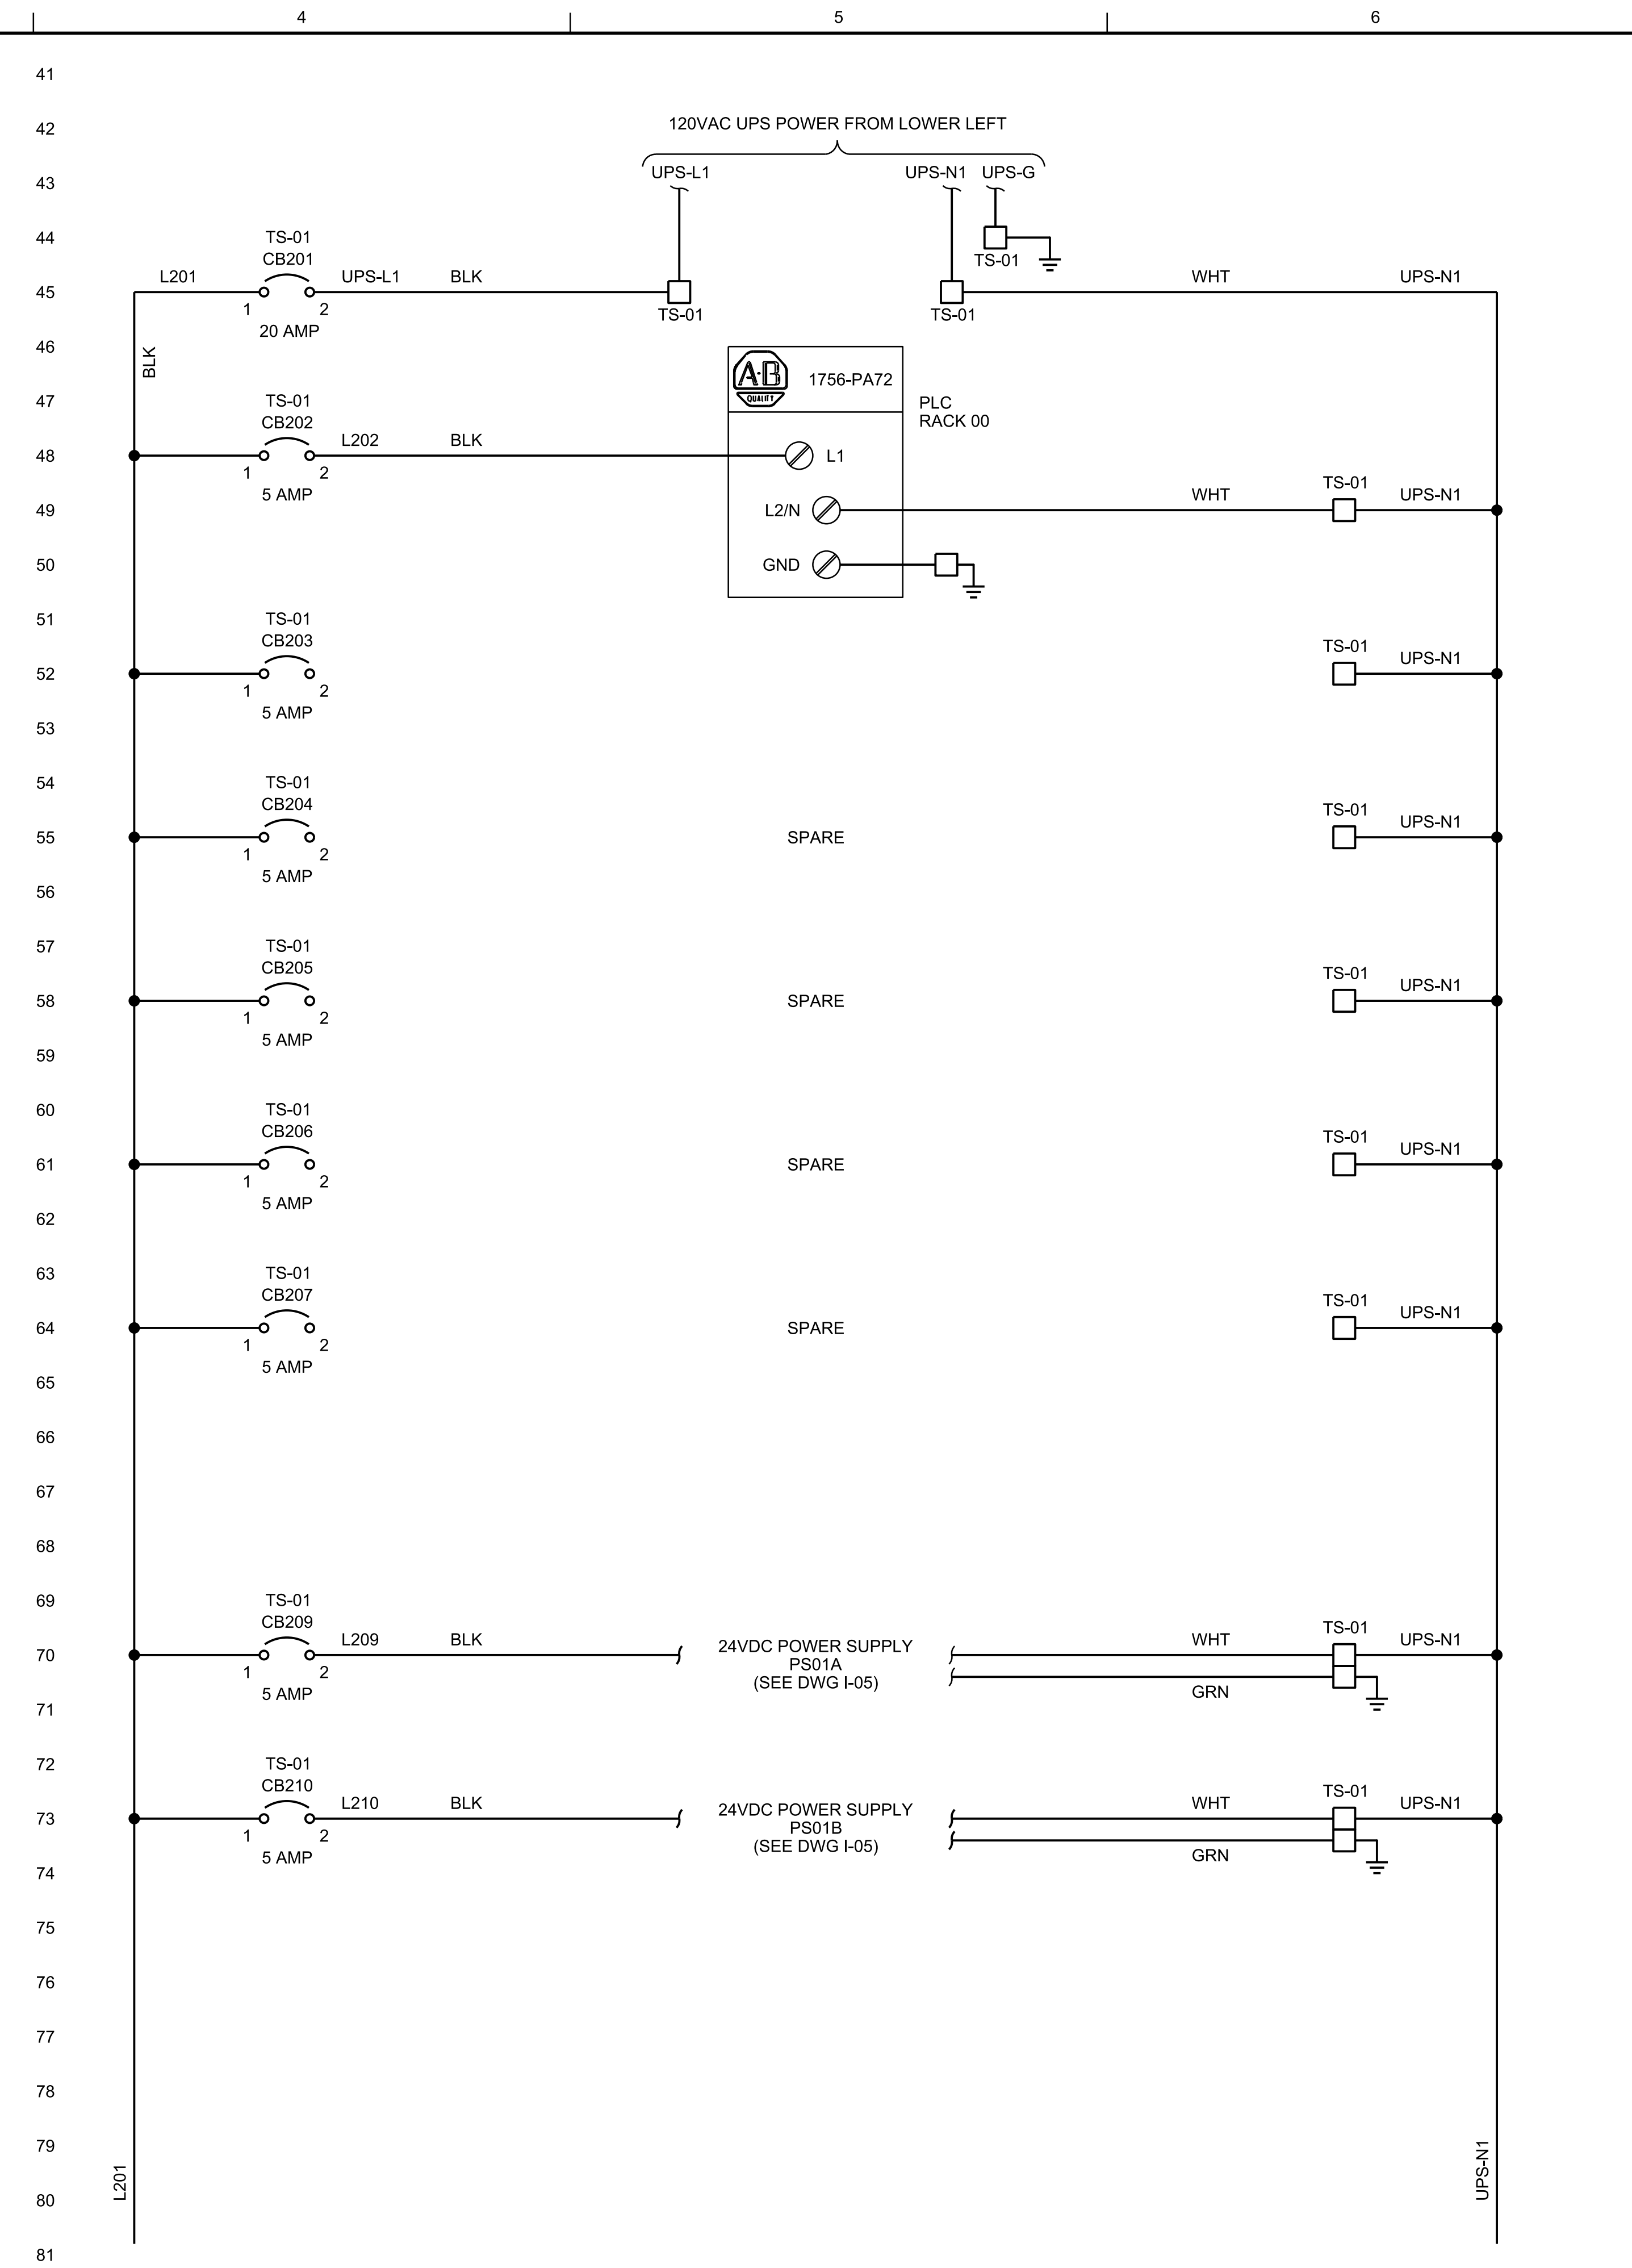 4 5 6
41
42
120VAC UPS POWER FROM LOWER LEFT
UPS-L1 UPS-N1 UPS-G
43
44
TS-01
CB201
TS-01
L201 UPS-L1 BLK WHT UPS-N1
45
1 2 TS-01 TS-01
20 AMP
46
BLK
A-B
QUALITY
1756-PA72
47
TS-01
CB202
PLC
RACK 00
L202 BLK
48
L1
1 2
5 AMP
TS-01
WHT UPS-N1
49
L2/N
50
GND
51
TS-01
CB203
TS-01
UPS-N1
52
1 2
5 AMP
53
54
TS-01
CB204
TS-01
UPS-N1
55
SPARE
1 2
5 AMP
56
57
TS-01
CB205
TS-01
UPS-N1
58
SPARE
1 2
5 AMP
59
60
TS-01
CB206
TS-01
UPS-N1
61
SPARE
1 2
5 AMP
62
63
TS-01
CB207
TS-01
UPS-N1
64
SPARE
1 2
5 AMP
65
66
67
68
69
TS-01
CB209
TS-01
L209 BLK WHT UPS-N1
70
24VDC POWER SUPPLY
PS01A
(SEE DWG I-05)
1 2
5 AMP
GRN
71
72
TS-01
CB210
TS-01
L210 BLK WHT UPS-N1
73
24VDC POWER SUPPLY
PS01B
(SEE DWG I-05)
1 2
5 AMP
GRN
74
75
76
77
78
79
L201
UPS-N1
80
81